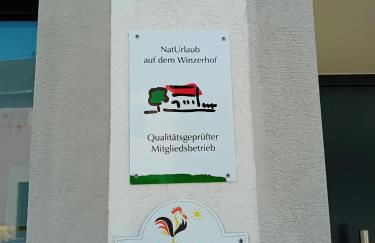 NatUrlaub
auf dem Winzerhof
Qualitätsgeprüfter
Mitgliedsbetrieb